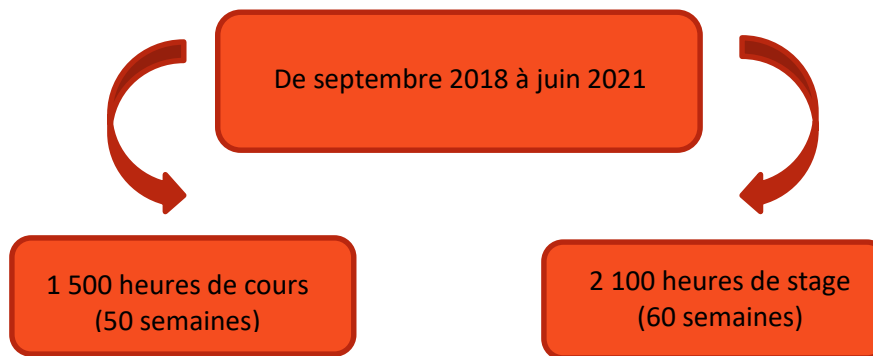 De septembre 2018 à juin 2021
1 500 heures de cours
(50 semaines)
2 100 heures de stage
(60 semaines)